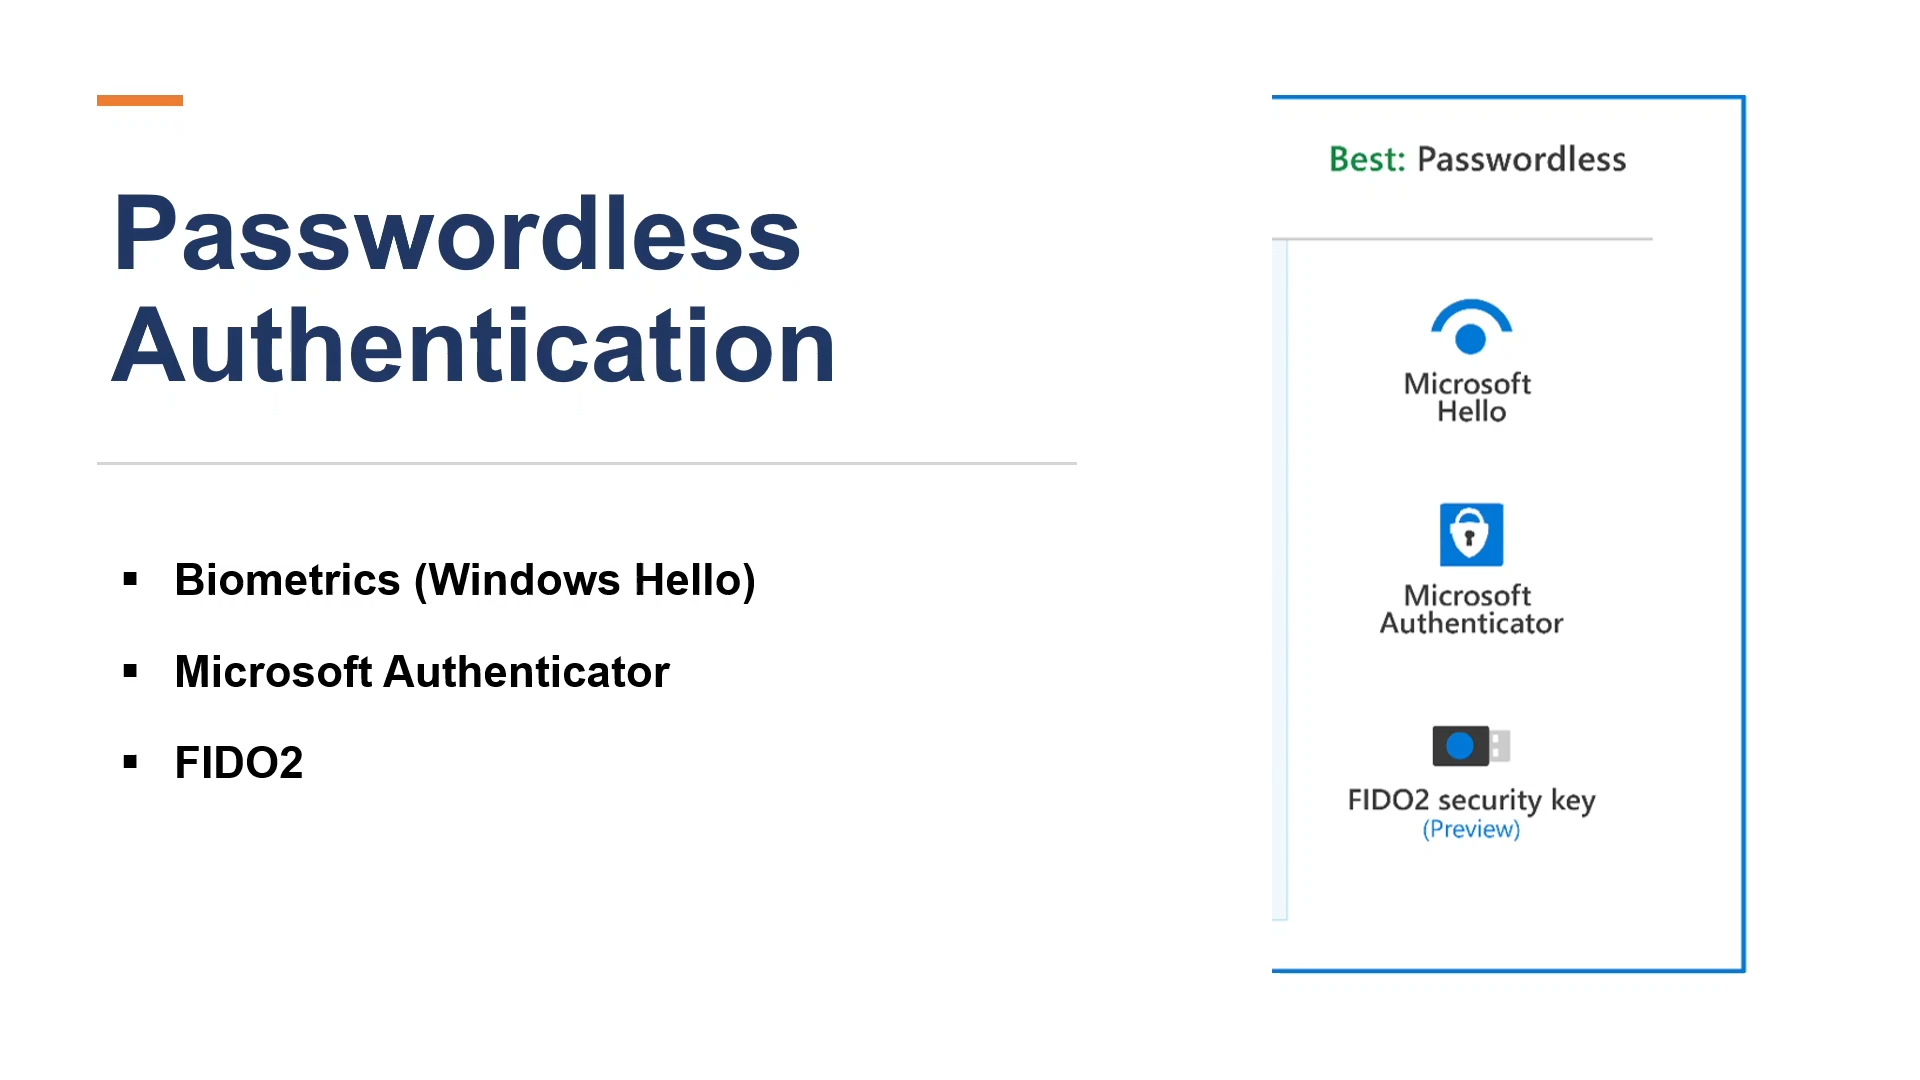 Passwordless
Authentication
▪ Biometrics (Windows Hello)
▪ Microsoft Authenticator
▪ FIDO2
Best: Passwordless
Microsoft
Hello
Microsoft
Authenticator
FIDO2 security key
(Preview)